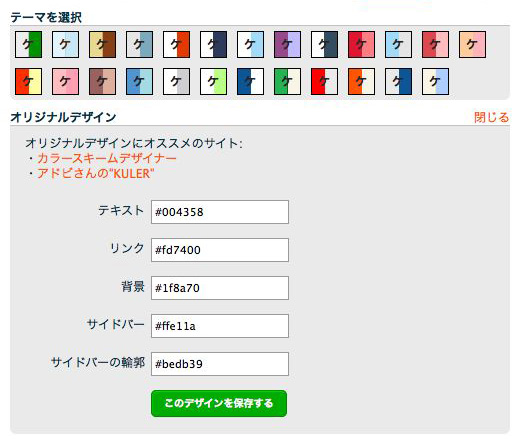 テーマを選択
ケ ケ ケ ケ ケ ケ ケ ケ ケ ケ ケ ケ ケ
ケ ケ ケ ケ ケ ケ ケ ケ ケ ケ ケ ケ
オリジナルデザイン 閉じる
オリジナルデザインにオススメのサイト:
・カラースキームデザイナー
・アドビさんの"KULER"
テキスト #004358
リンク #fd7400
背景 #1f8a70
サイドバー #ffe11a
サイドバーの輪郭 #bedb39
このデザインを保存する